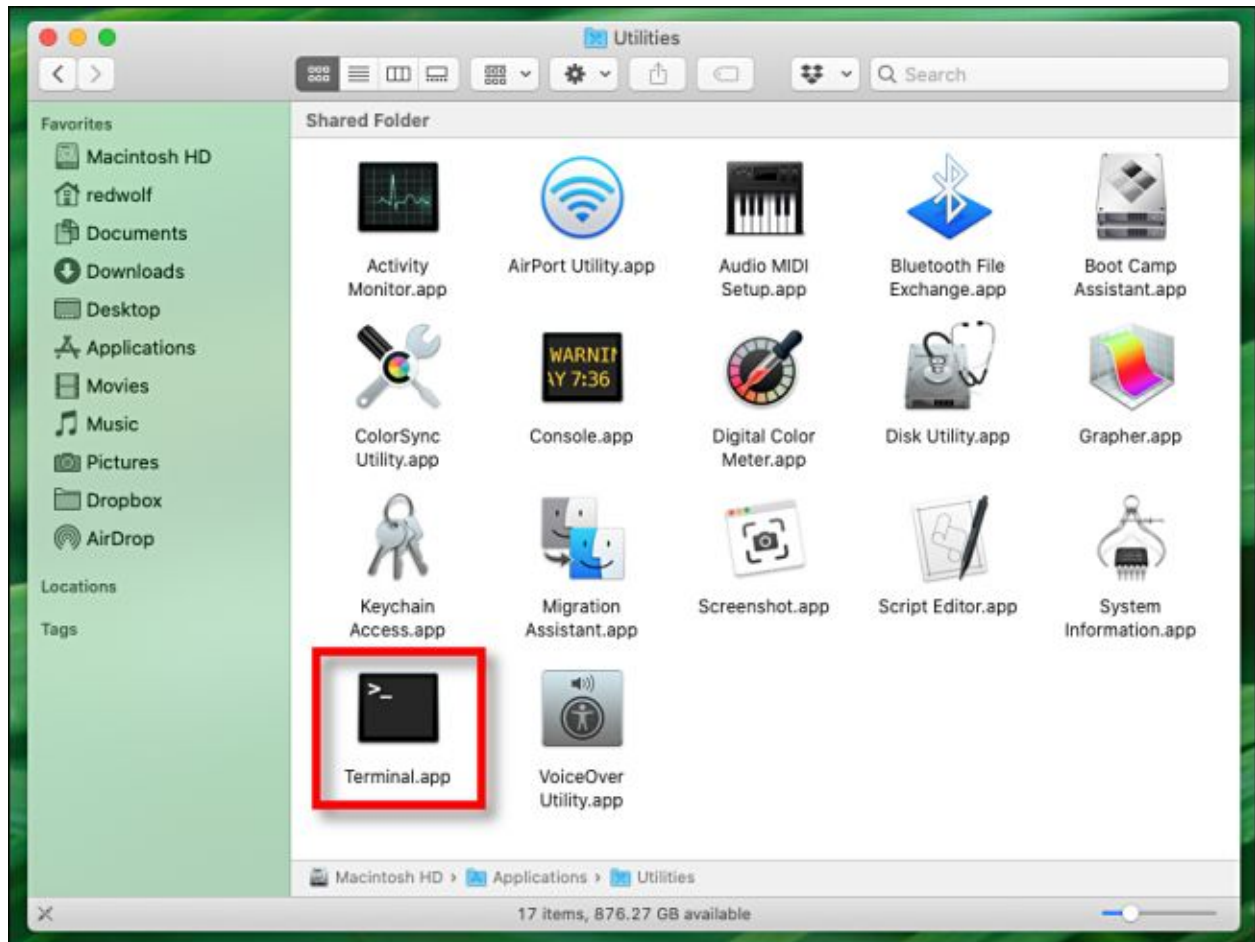 Utilities
Search
Favorites
Macintosh HD
redwolf
Documents
Downloads
Desktop
Applications
Movies
Music
Pictures
Dropbox
AirDrop
Locations
Tags
Shared Folder
Activity
Monitor.app
AirPort Utility.app
Audio MIDI
Setup.app
Bluetooth File
Exchange.app
Boot Camp
Assistant.app
ColorSync
Utility.app
WARNIN
AY 7:36
Console.app
Digital Color
Meter.app
Disk Utility.app
Grapher.app
Keychain
Access.app
Migration
Assistant.app
Screenshot.app
Script Editor.app
System
Information.app
>_
Terminal.app
VoiceOver
Utility.app
Macintosh HD › Applications › Utilities
17 items, 876.27 GB available